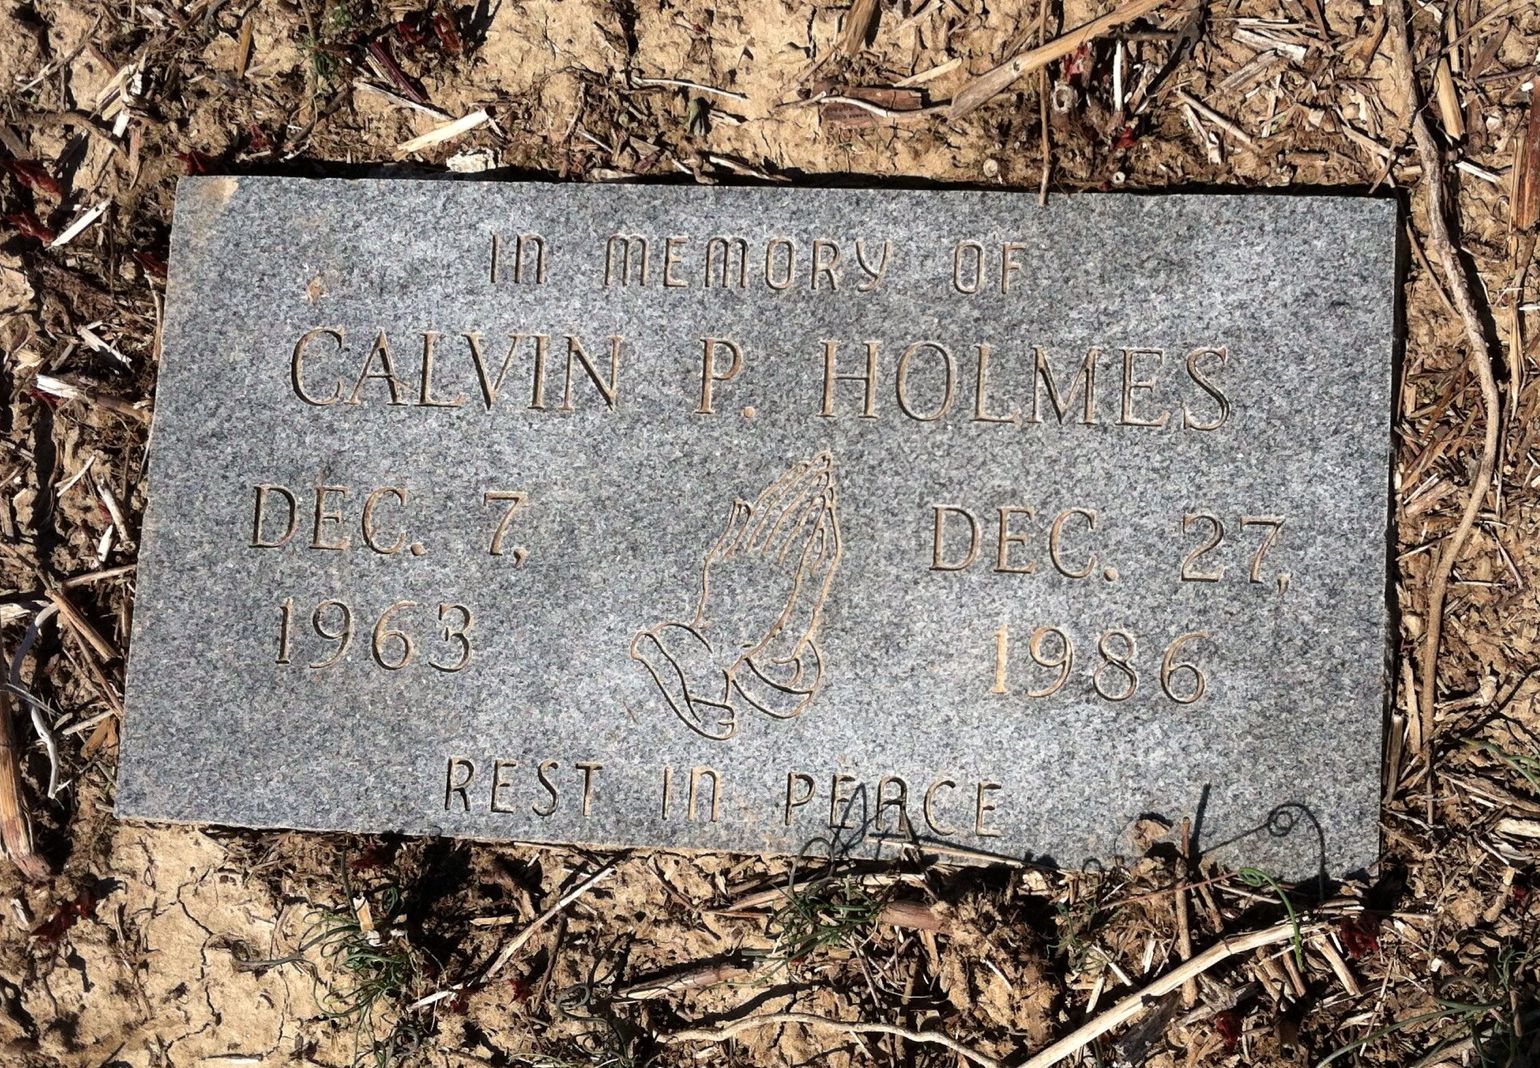 IN MEMORY OF
CALVIN P. HOLMES
DEC. 7, DEC. 27,
1963 1986
REST IN PEACE